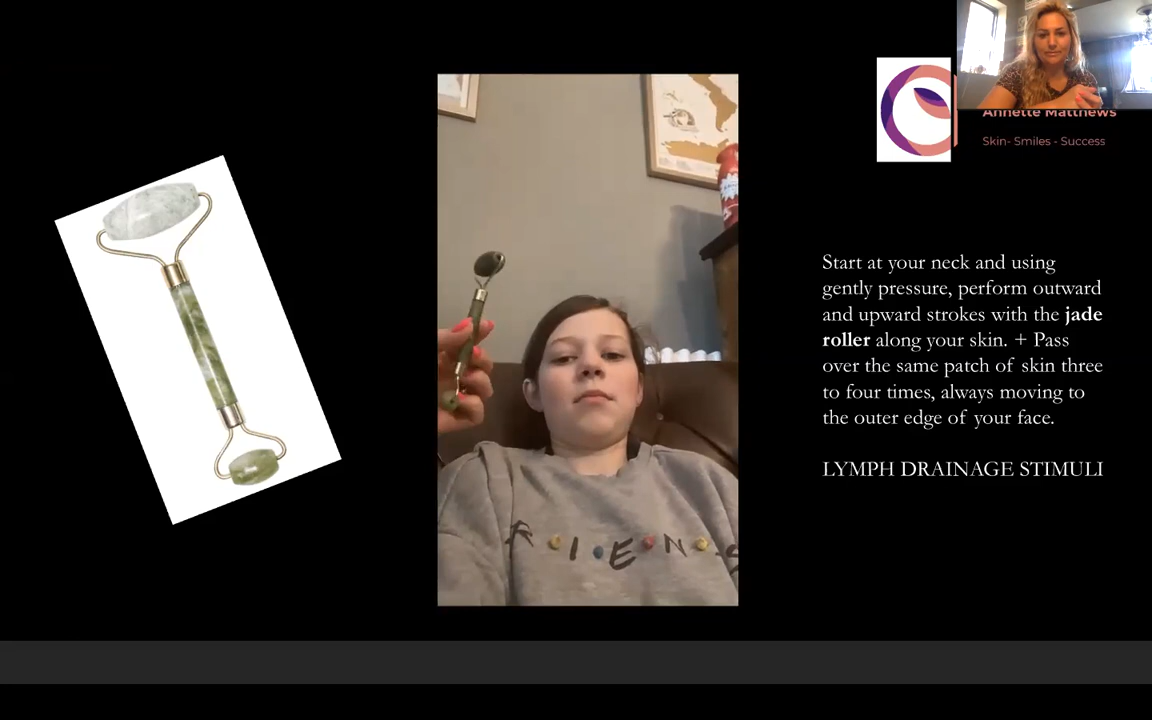 Annette Matthews
Skin- Smiles - Success
Start at your neck and using
gently pressure, perform outward
and upward strokes with the jade
roller along your skin. + Pass
over the same patch of skin three
to four times, always moving to
the outer edge of your face.
LYMPH DRAINAGE STIMULI
R I E N S